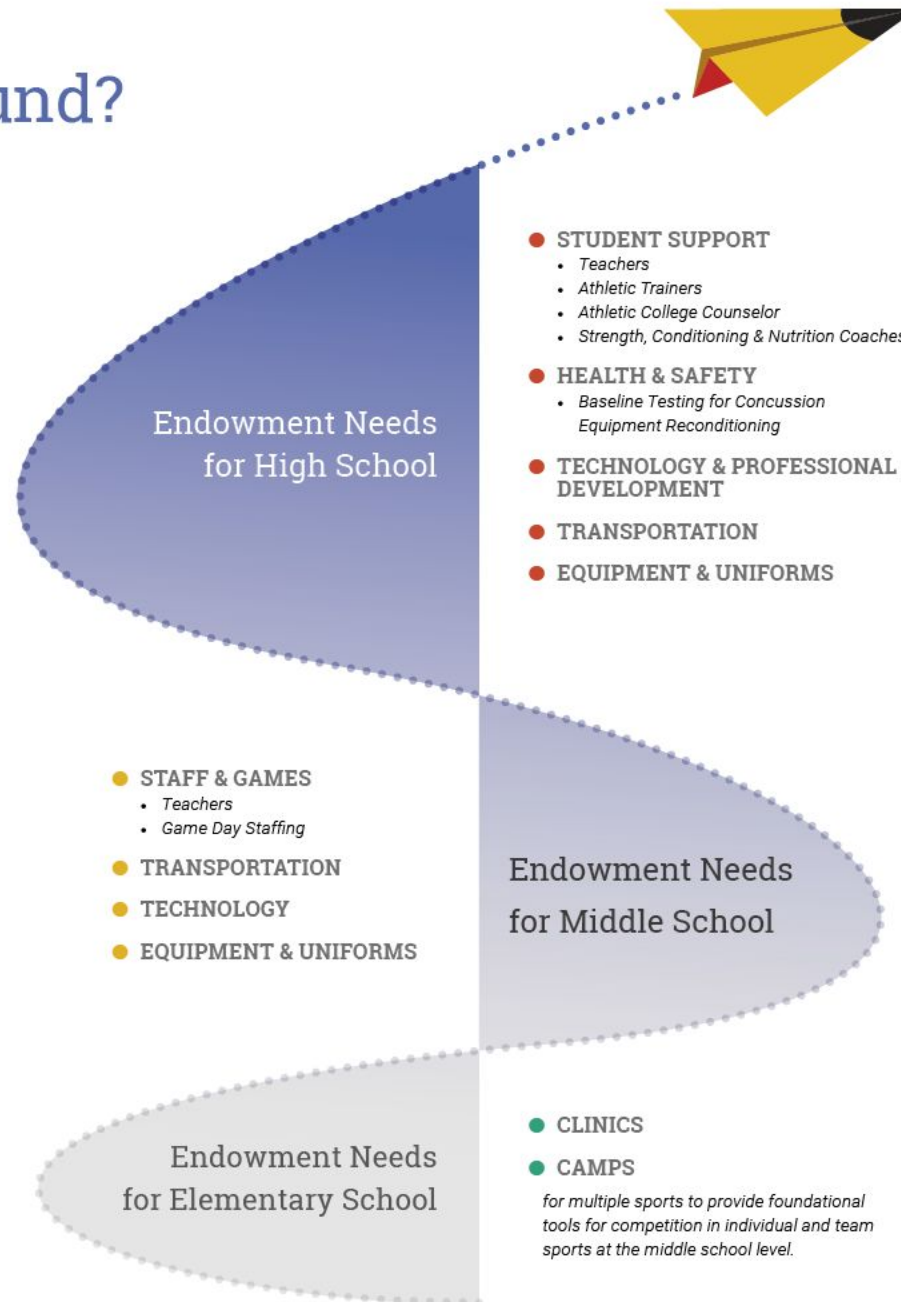 und?
STUDENT SUPPORT
• Teachers
• Athletic Trainers
• Athletic College Counselor
• Strength, Conditioning & Nutrition Coaches
HEALTH & SAFETY
• Baseline Testing for Concussion
Equipment Reconditioning
TECHNOLOGY & PROFESSIONAL
DEVELOPMENT
TRANSPORTATION
EQUIPMENT & UNIFORMS
Endowment Needs
for High School
STAFF & GAMES
• Teachers
• Game Day Staffing
TRANSPORTATION
TECHNOLOGY
EQUIPMENT & UNIFORMS
Endowment Needs
for Middle School
Endowment Needs
for Elementary School
CLINICS
CAMPS
for multiple sports to provide foundational
tools for competition in individual and team
sports at the middle school level.